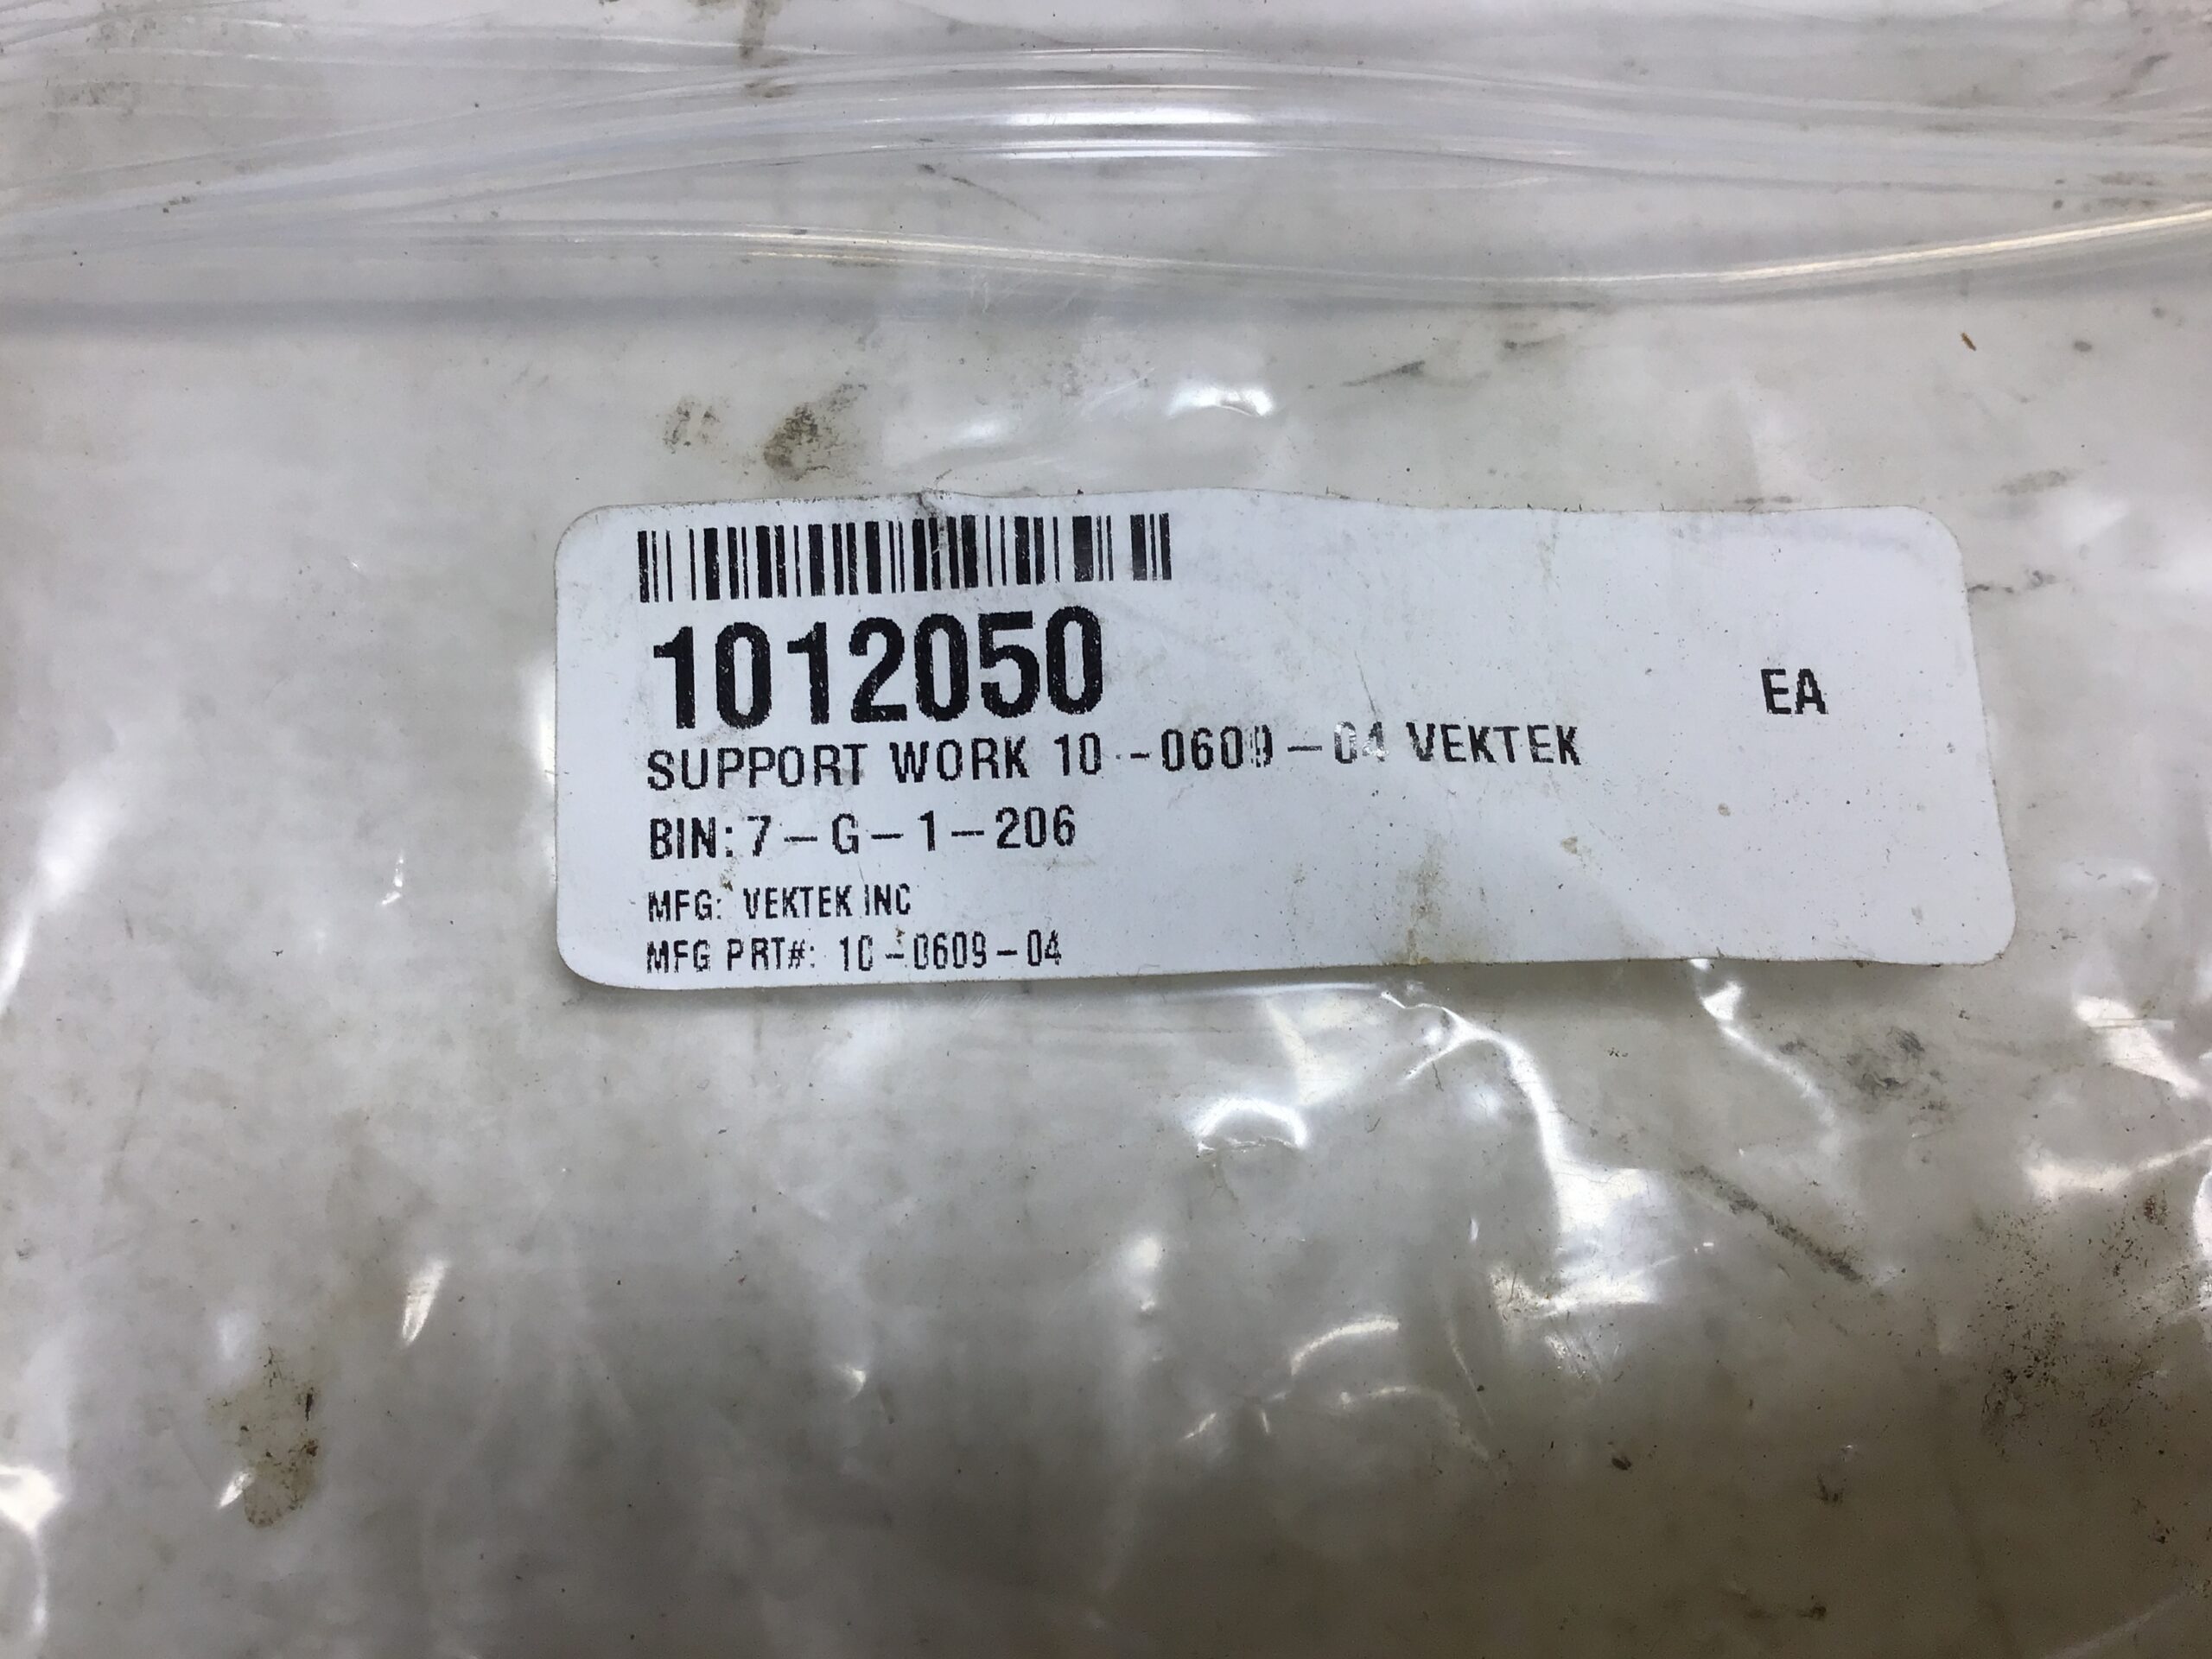 1012050
EA
SUPPORT WORK 10-0609-04 VEKTEK
BIN: 7-G-1-206
MFG: VEKTEK INC
MFG PRT#: 10-0609-04